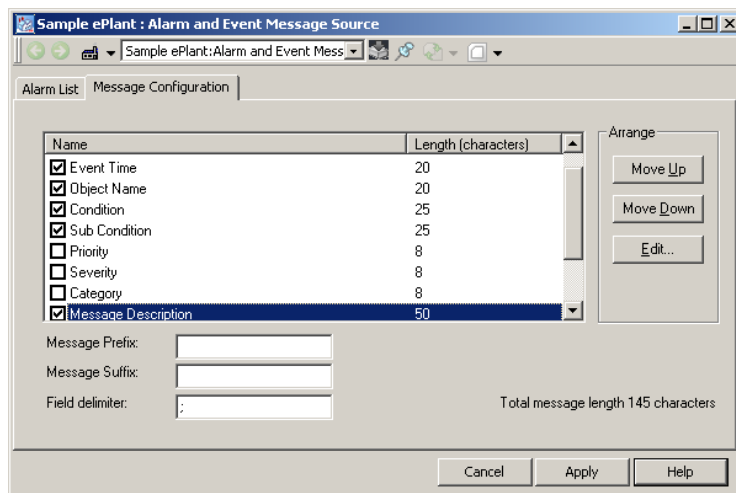 Sample ePlant : Alarm and Event Message Source
Sample ePlant:Alarm and Event Mess
Alarm List Message Configuration
Name Length (characters)
Event Time 20
Object Name 20
Condition 25
Sub Condition 25
Priority 8
Severity 8
Category 8
Message Description 50
Arrange
Move Up
Move Down
Edit...
Message Prefix:
Message Suffix:
Field delimiter: ;
Total message length 145 characters
Cancel Apply Help